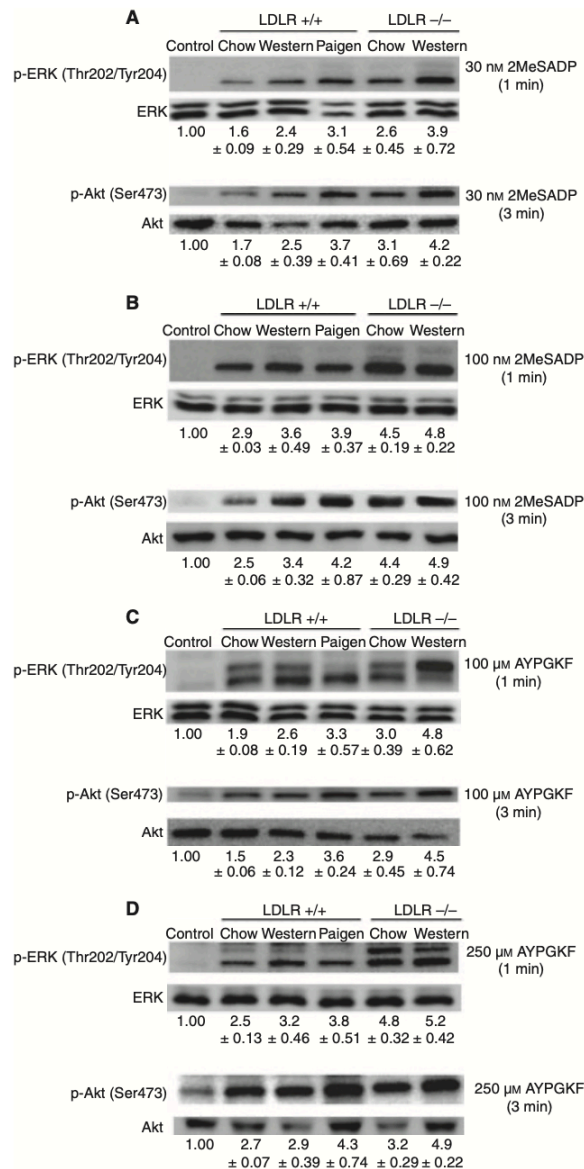 A
LDLR +/+ LDLR –/–
Control Chow Western Paigen Chow Western
p-ERK (Thr202/Tyr204) 30 nM 2MeSADP
(1 min)
ERK
1.00 1.6 2.4 3.1 2.6 3.9
± 0.09 ± 0.29 ± 0.54 ± 0.45 ± 0.72
p-Akt (Ser473) 30 nM 2MeSADP
(3 min)
Akt
1.00 1.7 2.5 3.7 3.1 4.2
± 0.08 ± 0.39 ± 0.41 ± 0.69 ± 0.22
B
LDLR +/+ LDLR –/–
Control Chow Western Paigen Chow Western
p-ERK (Thr202/Tyr204) 100 nM 2MeSADP
(1 min)
ERK
1.00 2.9 3.6 3.9 4.5 4.8
± 0.03 ± 0.49 ± 0.37 ± 0.19 ± 0.22
p-Akt (Ser473) 100 nM 2MeSADP
(3 min)
Akt
1.00 2.5 3.4 4.2 4.4 4.9
± 0.06 ± 0.32 ± 0.87 ± 0.29 ± 0.42
C
LDLR +/+ LDLR –/–
Control Chow Western Paigen Chow Western
p-ERK (Thr202/Tyr204) 100 µM AYPGKF
(1 min)
ERK
1.00 1.9 2.6 3.3 3.0 4.8
± 0.08 ± 0.19 ± 0.57 ± 0.39 ± 0.62
p-Akt (Ser473) 100 µM AYPGKF
(3 min)
Akt
1.00 1.5 2.3 3.6 2.9 4.5
± 0.06 ± 0.12 ± 0.24 ± 0.45 ± 0.74
D
LDLR +/+ LDLR –/–
Control Chow Western Paigen Chow Western
p-ERK (Thr202/Tyr204) 250 µM AYPGKF
(1 min)
ERK
1.00 2.5 3.2 3.8 4.8 5.2
± 0.13 ± 0.46 ± 0.51 ± 0.32 ± 0.42
p-Akt (Ser473) 250 µM AYPGKF
(3 min)
Akt
1.00 2.7 2.9 4.3 3.2 4.9
± 0.07 ± 0.39 ± 0.74 ± 0.29 ± 0.22